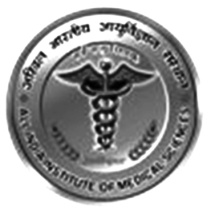 अखिल भारतीय आयुर्विज्ञान संस्थान
ALL INDIA INSTITUTE OF MEDICAL SCIENCES